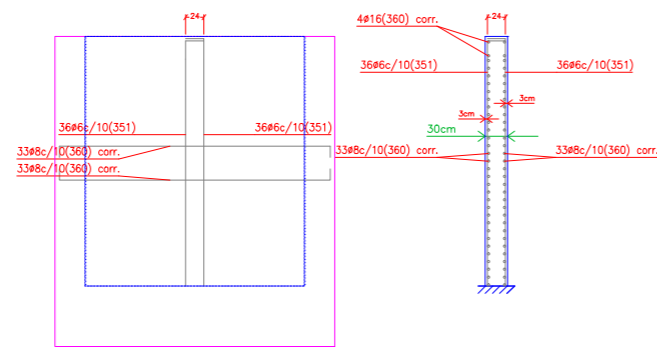 24
36ø6c/10(351)
36ø6c/10(351)
33ø8c/10(360) corr.
33ø8c/10(360) corr.
24
4ø16(360) corr.
36ø6c/10(351)
36ø6c/10(351)
3cm
3cm
30cm
33ø8c/10(360) corr.
33ø8c/10(360) corr.